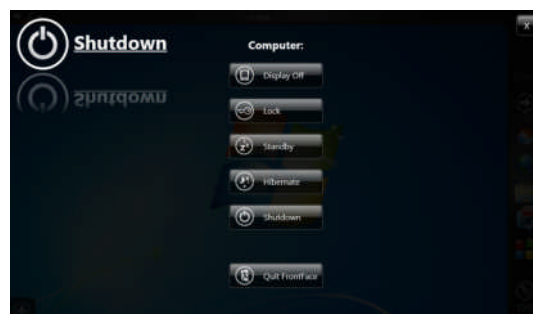 Shutdown
Computer:
Display Off
Lock
Standby
Hibernate
Shutdown
Quit FrontFace
X